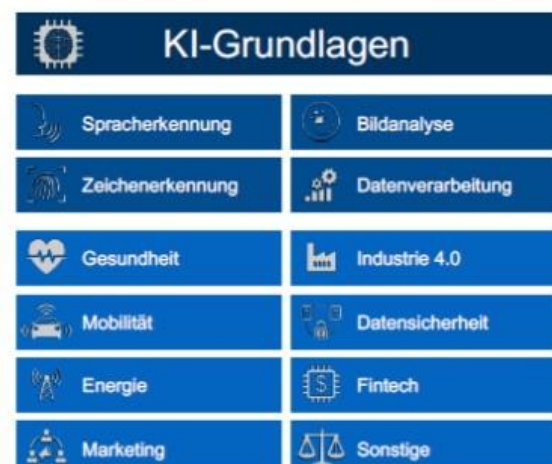 KI-Grundlagen
Spracherkennung
Bildanalyse
Zeichenerkennung
Datenverarbeitung
Gesundheit
Industrie 4.0
Mobilität
Datensicherheit
Energie
Fintech
Marketing
Sonstige